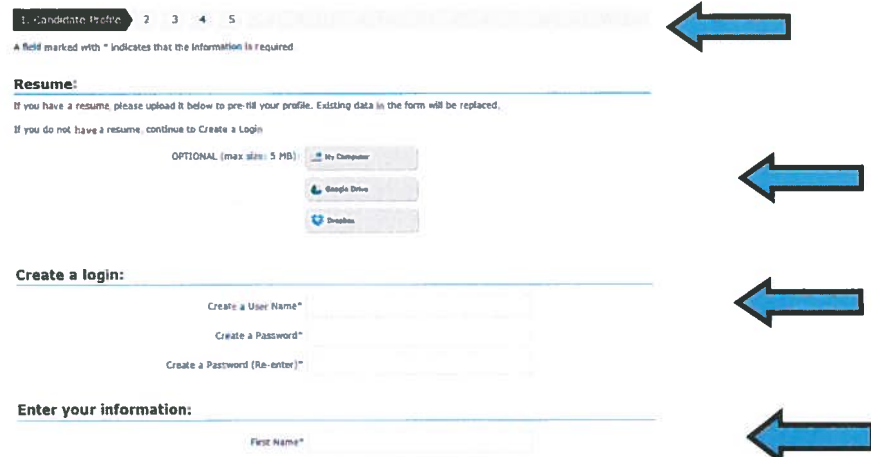 1. Candidate Profile 2 3 4 5
A field marked with * indicates that the information is required
Resume:
If you have a resume, please upload it below to pre-fill your profile. Existing data in the form will be replaced.
If you do not have a resume, continue to Create a Login
OPTIONAL (max size: 5 MB) My Computer
Google Drive
Dropbox
Create a login:
Create a User Name*
Create a Password*
Create a Password (Re-enter)*
Enter your information:
First Name*